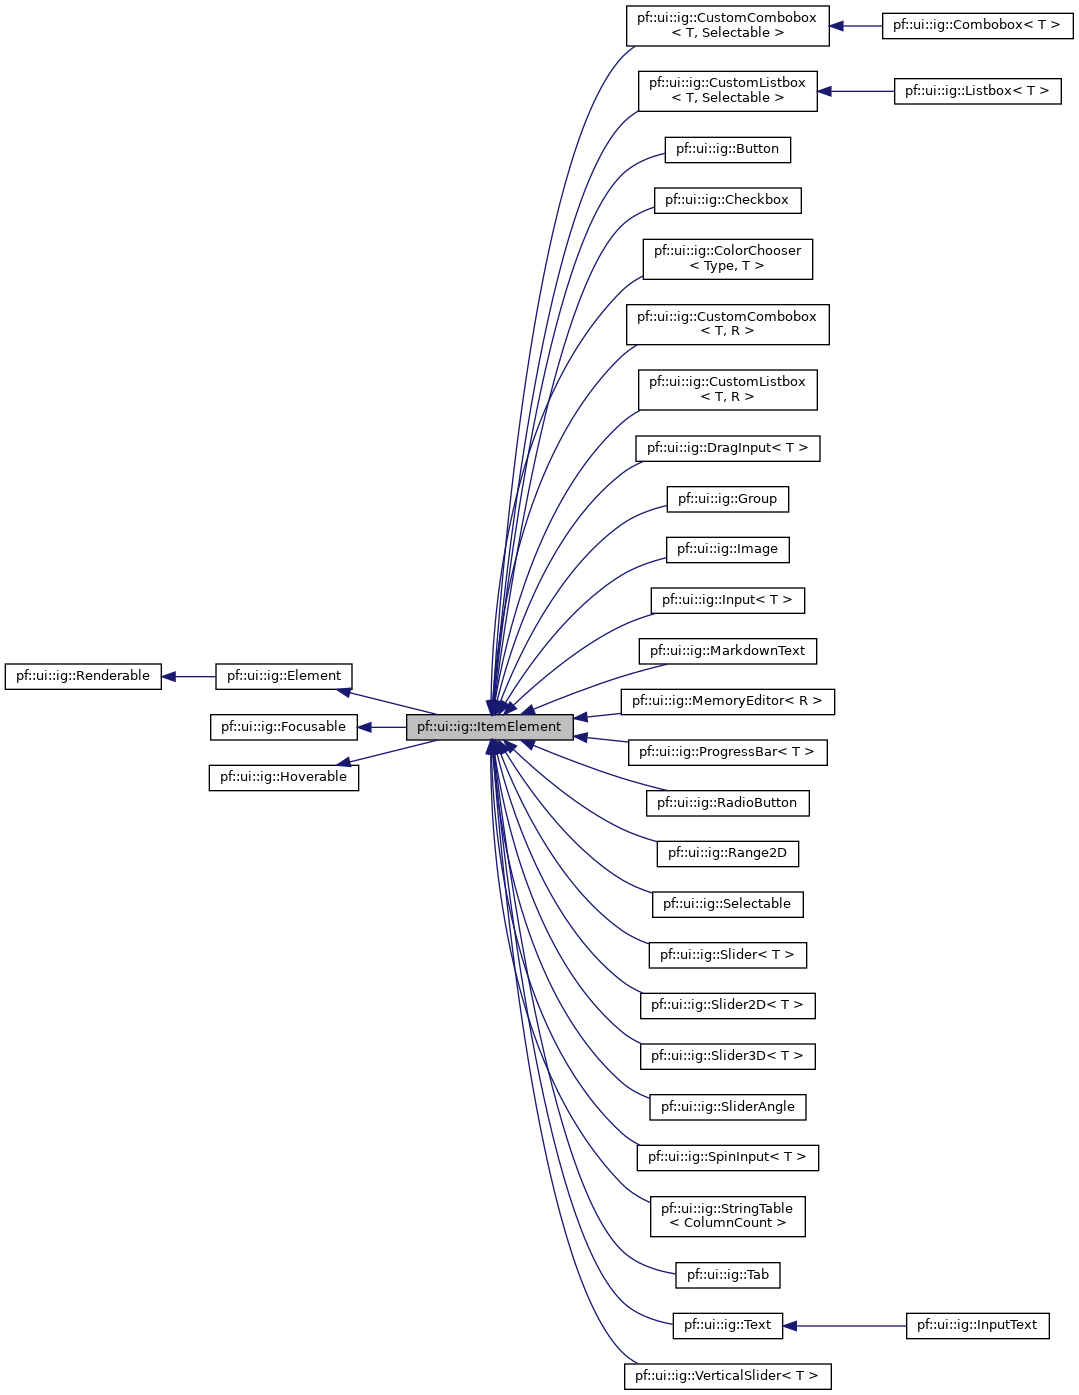 pf::ui::ig::CustomCombobox
< T, Selectable >
pf::ui::ig::Combobox< T >
pf::ui::ig::CustomListbox
< T, Selectable >
pf::ui::ig::Listbox< T >
pf::ui::ig::Button
pf::ui::ig::Checkbox
pf::ui::ig::ColorChooser
< Type, T >
pf::ui::ig::CustomCombobox
< T, R >
pf::ui::ig::CustomListbox
< T, R >
pf::ui::ig::DragInput< T >
pf::ui::ig::Group
pf::ui::ig::Image
pf::ui::ig::Input< T >
pf::ui::ig::MarkdownText
pf::ui::ig::Renderable
pf::ui::ig::Element
pf::ui::ig::MemoryEditor< R >
pf::ui::ig::Focusable
pf::ui::ig::ItemElement
pf::ui::ig::ProgressBar< T >
pf::ui::ig::Hoverable
pf::ui::ig::RadioButton
pf::ui::ig::Range2D
pf::ui::ig::Selectable
pf::ui::ig::Slider< T >
pf::ui::ig::Slider2D< T >
pf::ui::ig::Slider3D< T >
pf::ui::ig::SliderAngle
pf::ui::ig::SpinInput< T >
pf::ui::ig::StringTable
< ColumnCount >
pf::ui::ig::Tab
pf::ui::ig::Text
pf::ui::ig::InputText
pf::ui::ig::VerticalSlider< T >